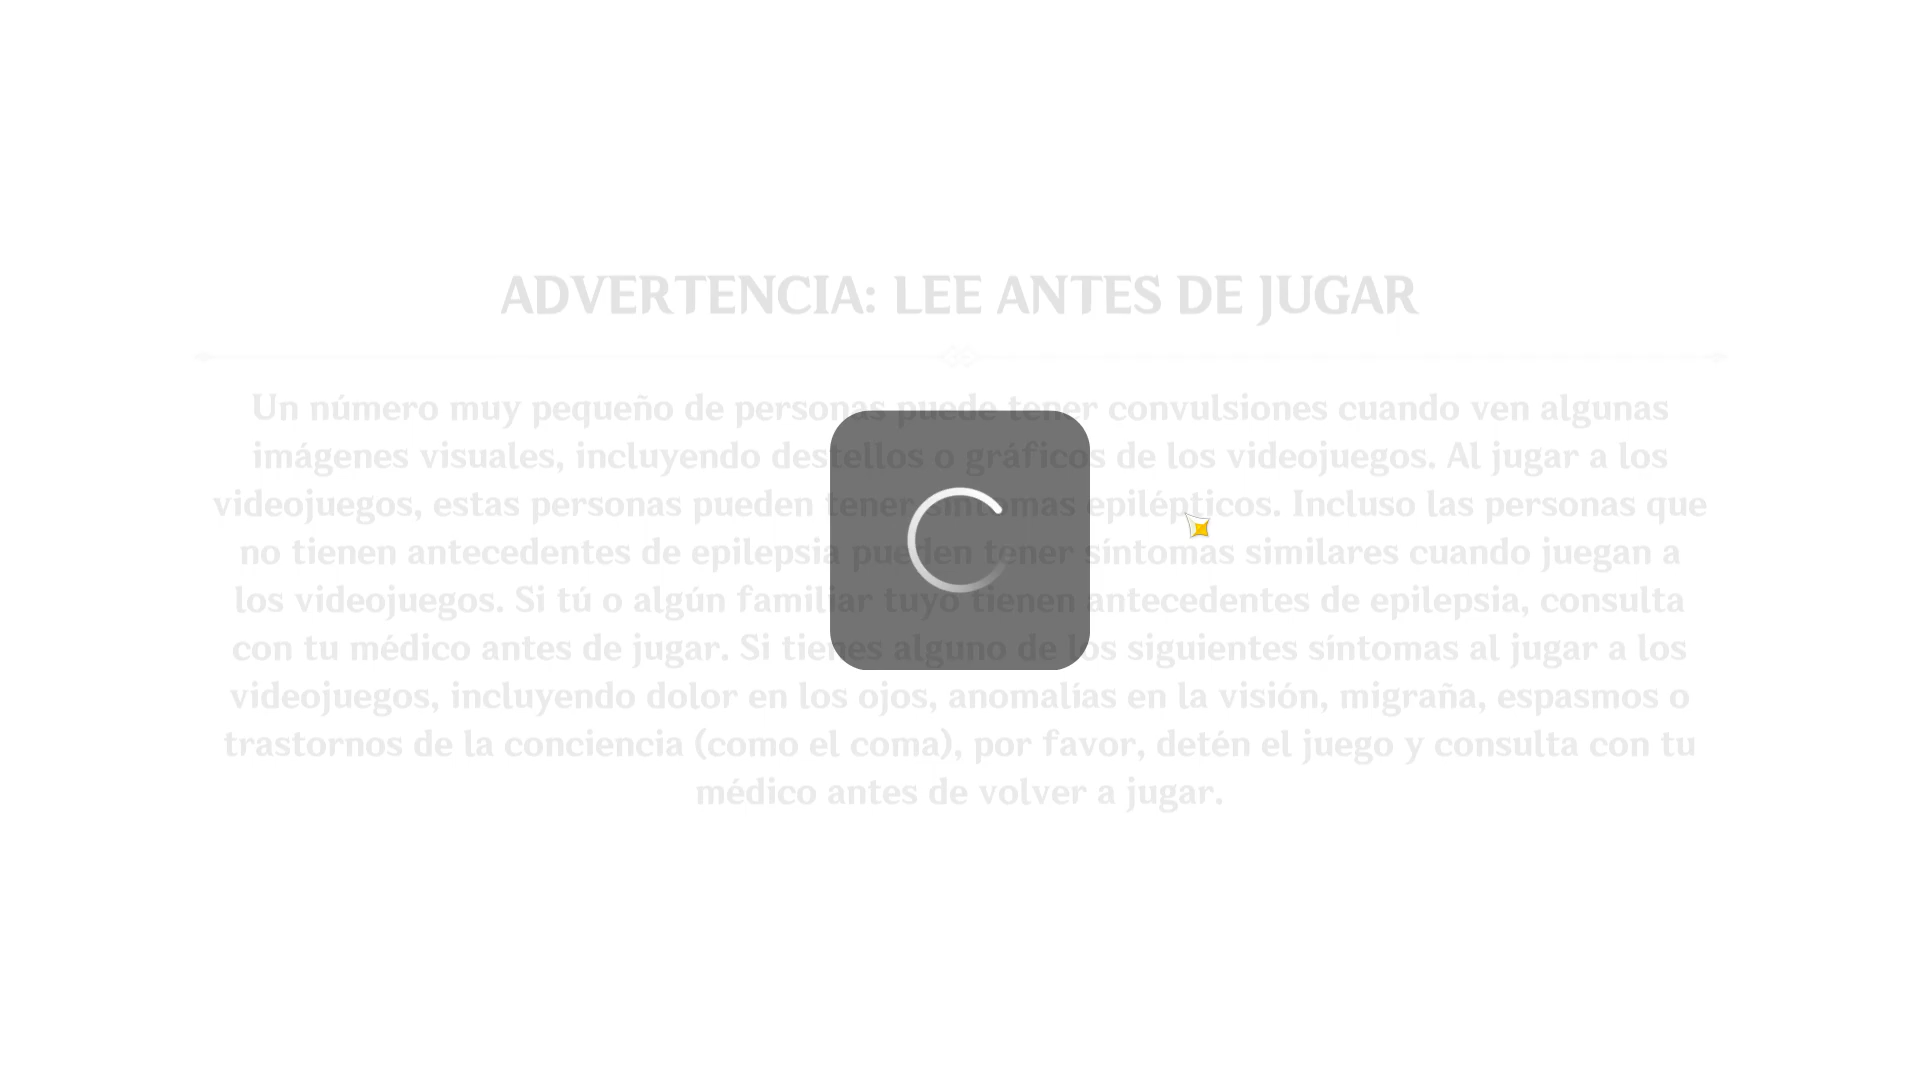 ADVERTENCIA: LEE ANTES DE JUGAR
Un número muy pequeño de personas puede tener convulsiones cuando ven algunas
imágenes visuales, incluyendo destellos o gráficos de los videojuegos. Al jugar a los
videojuegos, estas personas pueden tener síntomas epilépticos. Incluso las personas que
no tienen antecedentes de epilepsia pueden tener síntomas similares cuando juegan a
los videojuegos. Si tú o algún familiar tuyo tienen antecedentes de epilepsia, consulta
con tu médico antes de jugar. Si tienes alguno de los siguientes síntomas al jugar a los
videojuegos, incluyendo dolor en los ojos, anomalías en la visión, migraña, espasmos o
trastornos de la conciencia (como el coma), por favor, detén el juego y consulta con tu
médico antes de volver a jugar.